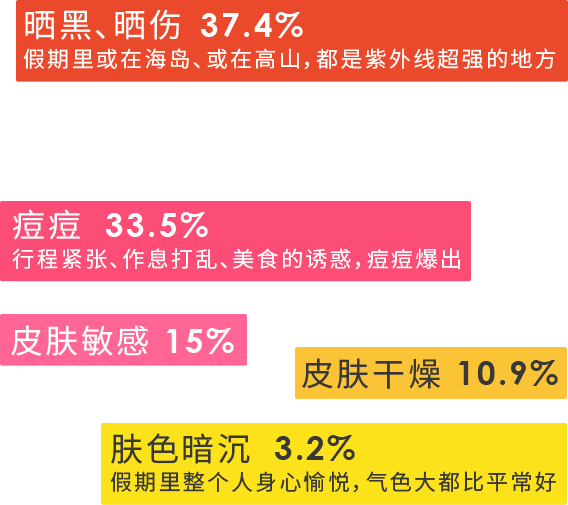 晒黑、晒伤 37.4%
假期里或在海岛、或在高山，都是紫外线超强的地方
痘痘 33.5%
行程紧张、作息打乱、美食的诱惑，痘痘爆出
皮肤敏感 15%
皮肤干燥 10.9%
肤色暗沉 3.2%
假期里整个人身心愉悦，气色大都比平常好